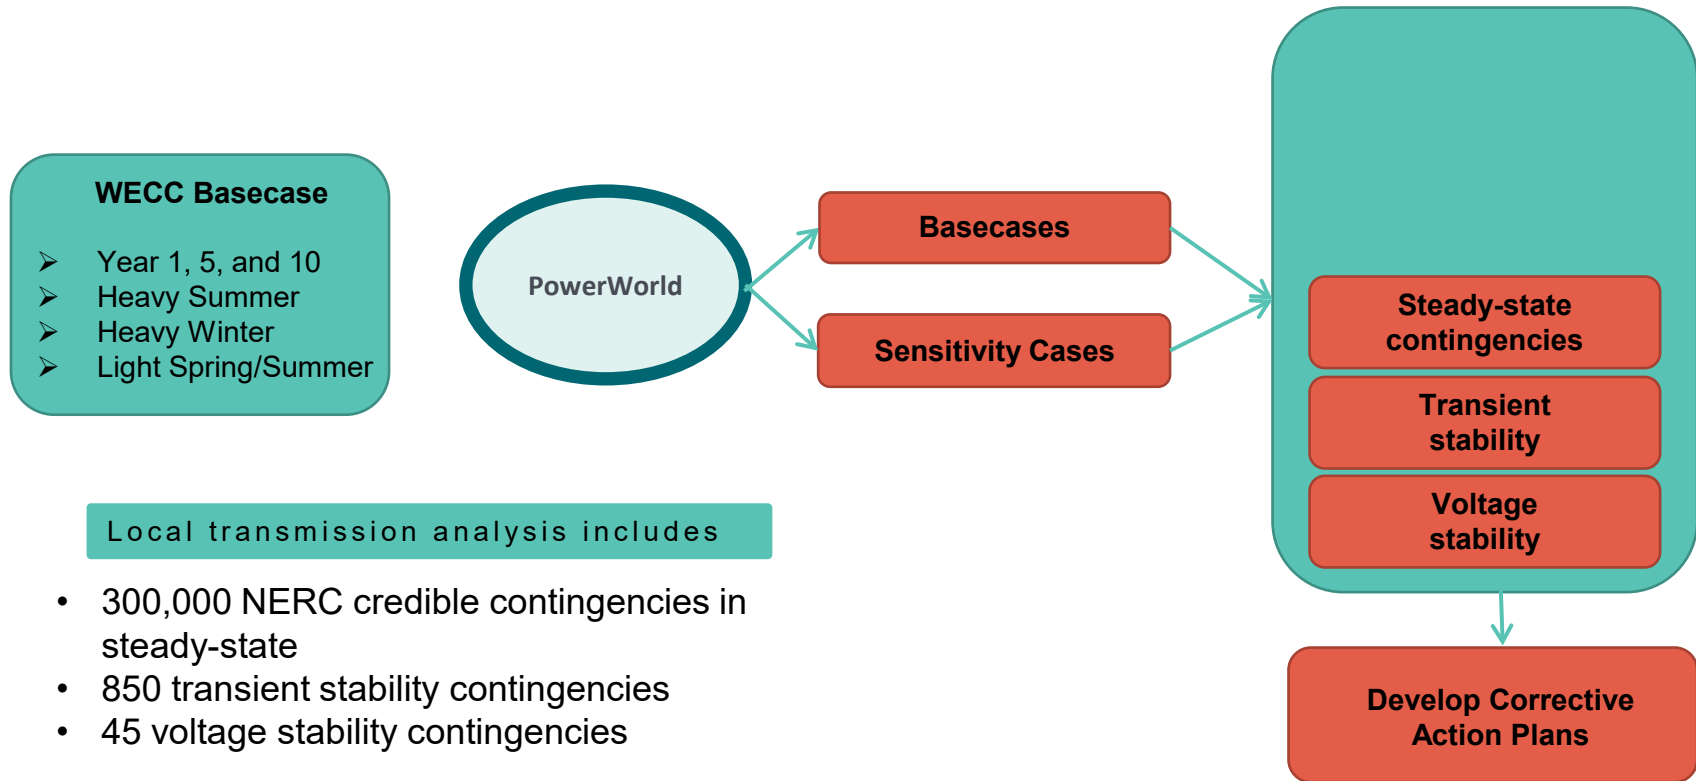 WECC Basecase
➢ Year 1, 5, and 10
➢ Heavy Summer
➢ Heavy Winter
➢ Light Spring/Summer
PowerWorld
Basecases
Sensitivity Cases
Steady-state
contingencies
Transient
stability
Voltage
stability
Develop Corrective
Action Plans
Local transmission analysis includes
• 300,000 NERC credible contingencies in
steady-state
• 850 transient stability contingencies
• 45 voltage stability contingencies